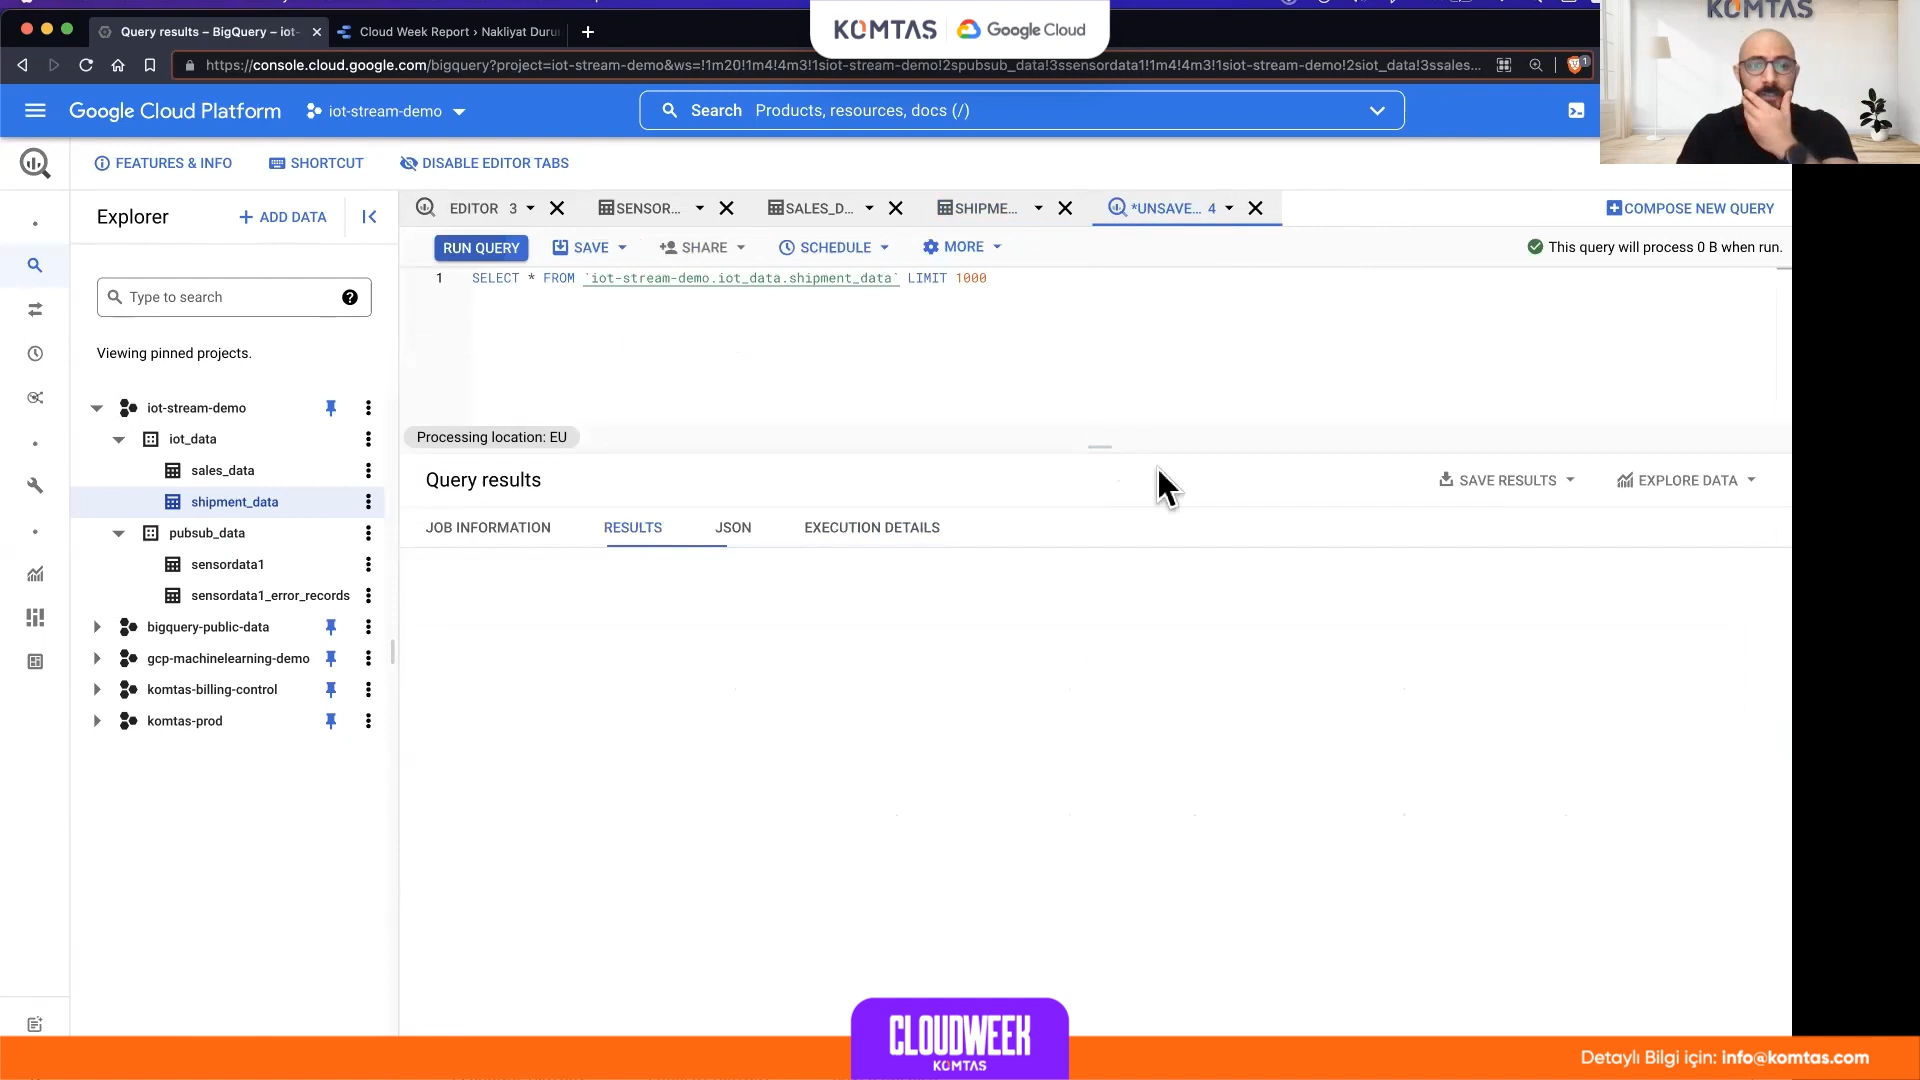 Query results – BigQuery – iot-
Cloud Week Report › Nakliyat Duru
KOMTAS
Google Cloud
KOMTAS
https://console.cloud.google.com/bigquery?project=iot-stream-demo&ws=!1m20!1m4!4m3!1siot-stream-demo!2spubsub_data!3ssensordata1!1m4!4m3!1siot-stream-demo!2siot_data!3ssales...
1
Google Cloud Platform
iot-stream-demo
Search Products, resources, docs (/)
FEATURES & INFO
SHORTCUT
DISABLE EDITOR TABS
Explorer
+ ADD DATA
EDITOR 3
SENSOR...
SALES_D...
SHIPME...
*UNSAVE... 4
COMPOSE NEW QUERY
RUN QUERY
SAVE
SHARE
SCHEDULE
MORE
This query will process 0 B when run.
1 SELECT * FROM `iot-stream-demo.iot_data.shipment_data` LIMIT 1000
Type to search
Viewing pinned projects.
iot-stream-demo
iot_data
sales_data
shipment_data
pubsub_data
sensordata1
sensordata1_error_records
bigquery-public-data
gcp-machinelearning-demo
komtas-billing-control
komtas-prod
Processing location: EU
Query results
SAVE RESULTS
EXPLORE DATA
JOB INFORMATION
RESULTS
JSON
EXECUTION DETAILS
CLOUDWEEK
KOMTAS
Detaylı Bilgi için: info@komtas.com